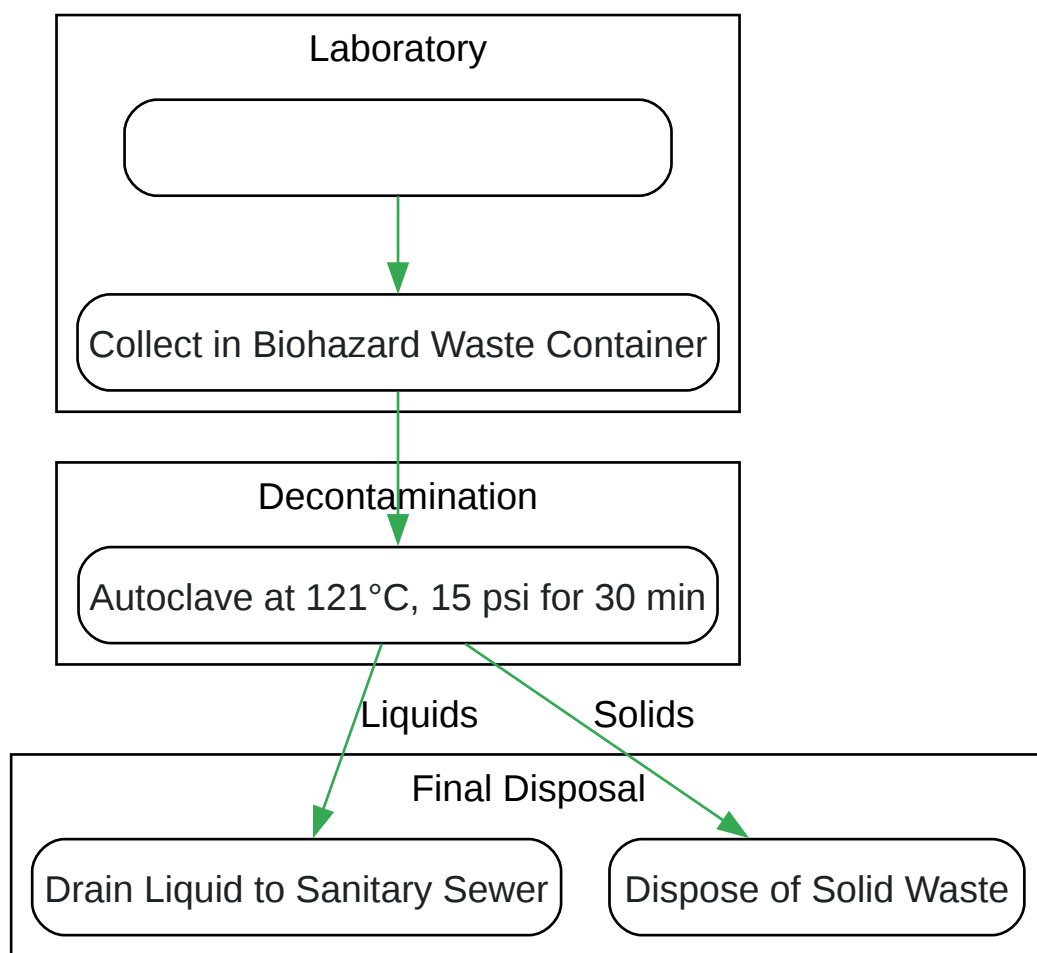 Laboratory
Collect in Biohazard Waste Container
Decontamination
Autoclave at 121°C, 15 psi for 30 min
Liquids
Solids
Final Disposal
Drain Liquid to Sanitary Sewer
Dispose of Solid Waste